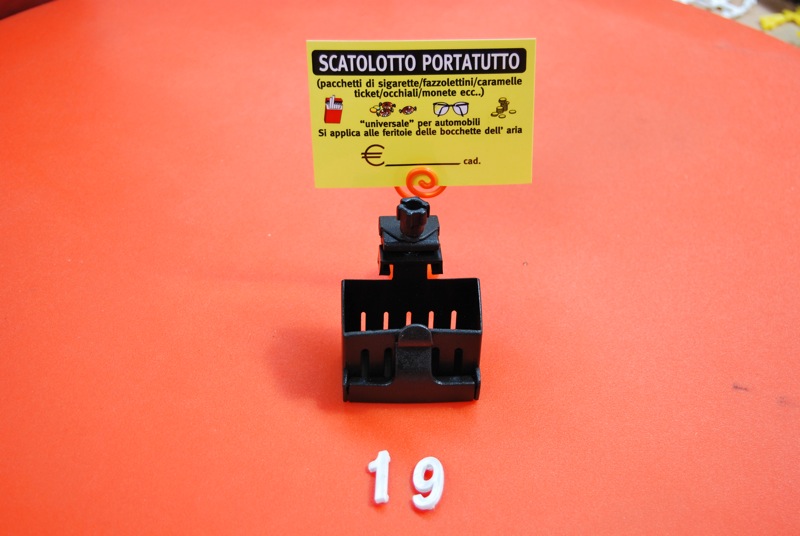 SCATOLOTTO PORTATUTTO
(pacchetti di sigarette/fazzolettini/caramelle
ticket/occhiali/monete ecc..)
“universale” per automobili
Si applica alle feritoie delle bocchette dell' aria
€__________ cad.
19